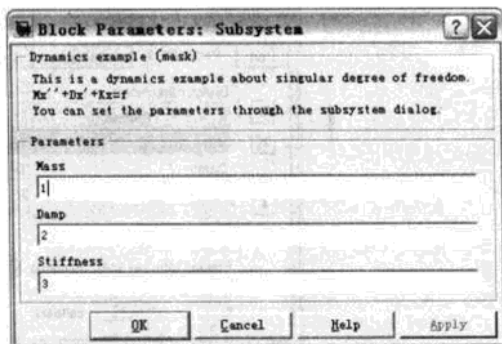 Block Parameters: Subsystem
Dynamics example (mask)
This is a dynamics example about singular degree of freedom.
Mx''+Dx'+Kx=f
You can set the parameters through the subsystem dialog.
Parameters
Mass
1
Damp
2
Stiffness
3
OK Cancel Help Apply